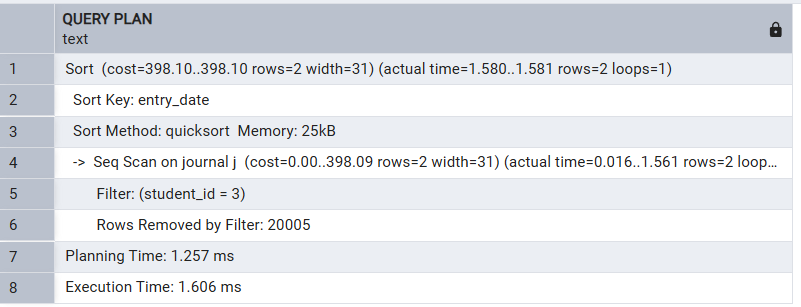 QUERY PLAN
text
1 Sort (cost=398.10..398.10 rows=2 width=31) (actual time=1.580..1.581 rows=2 loops=1)
2 Sort Key: entry_date
3 Sort Method: quicksort Memory: 25kB
4 -> Seq Scan on journal j (cost=0.00..398.09 rows=2 width=31) (actual time=0.016..1.561 rows=2 loop...
5 Filter: (student_id = 3)
6 Rows Removed by Filter: 20005
7 Planning Time: 1.257 ms
8 Execution Time: 1.606 ms